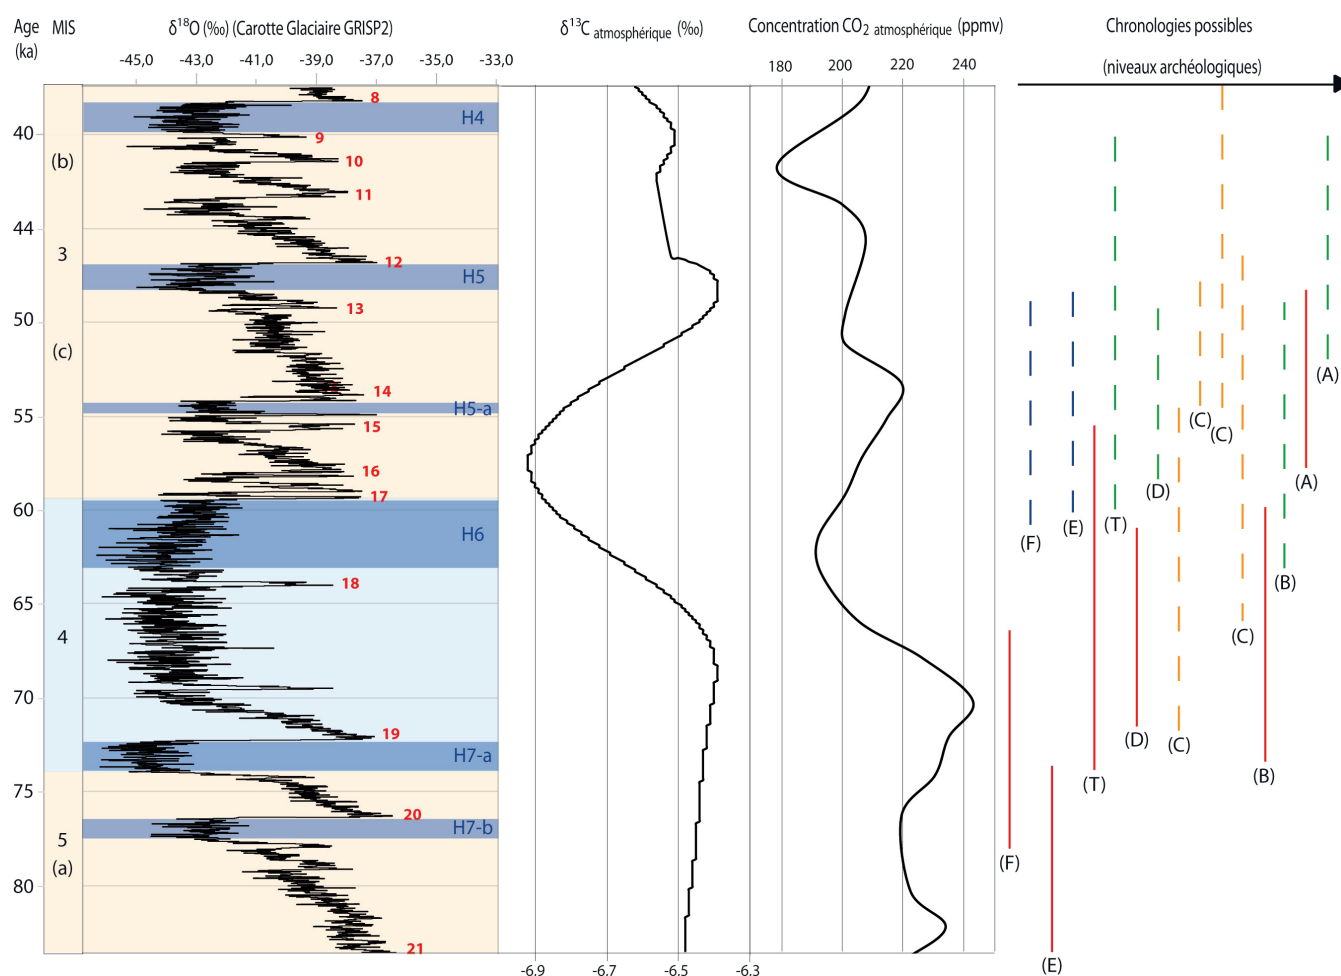 Age MIS δ18O (‰) (Carotte Glaciaire GRISP2) δ13C atmosphérique (‰) Concentration CO2 atmosphérique (ppmv) Chronologies possibles
(ka)
(niveaux archéologiques)
-45,0 -43,0 -41,0 -39,0 -37,0 -35,0 -33,0 180 200 220 240
8
H4
40
9
(b) 10
11
44
3 12
H5
13
50
(c)
14
H5-a
55
15
16
17
60
H6
18
65
4
70
19
H7-a
75
20
H7-b
5
(a)
80
21
(A)
(C)
(C)
(A)
(D)
(T)
(E)
(F)
(B)
(C)
(D)
(C)
(T)
(B)
(F)
(E)
-6.9 -6.7 -6.5 -6.3